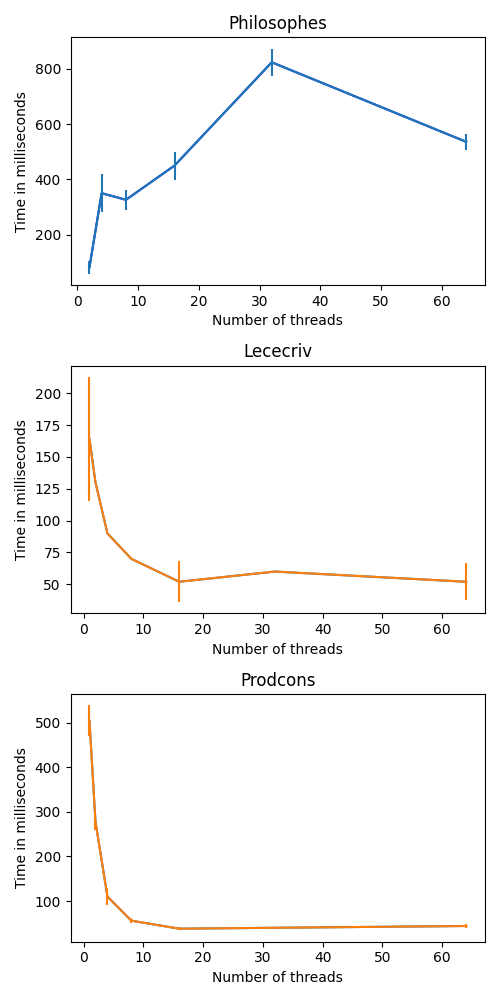 Philosophes
800
600
400
200
Time in milliseconds
0 10 20 30 40 50 60
Number of threads
Lececriv
200
175
150
125
100
75
50
Time in milliseconds
0 10 20 30 40 50 60
Number of threads
Prodcons
500
400
300
200
100
Time in milliseconds
0 10 20 30 40 50 60
Number of threads